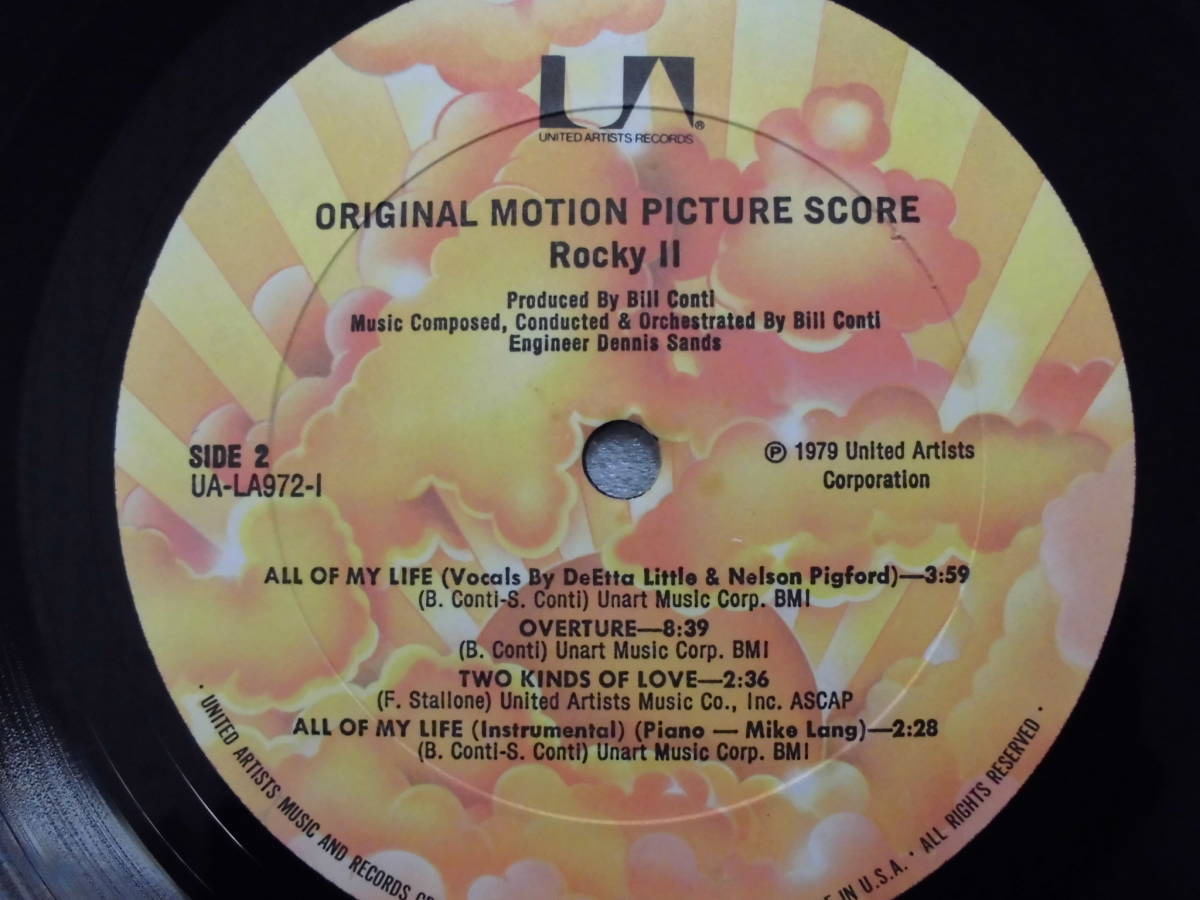 UA®
UNITED ARTISTS RECORDS
ORIGINAL MOTION PICTURE SCORE
Rocky II
Produced By Bill Conti
Music Composed, Conducted & Orchestrated By Bill Conti
Engineer Dennis Sands
SIDE 2
UA-LA972-I
℗ 1979 United Artists
Corporation
ALL OF MY LIFE (Vocals By DeEtta Little & Nelson Pigford)—3:59
(B. Conti-S. Conti) Unart Music Corp. BMI
OVERTURE—8:39
(B. Conti) Unart Music Corp. BMI
TWO KINDS OF LOVE—2:36
(F. Stallone) United Artists Music Co., Inc. ASCAP
ALL OF MY LIFE (Instrumental) (Piano — Mike Lang)—2:28
(B. Conti-S. Conti) Unart Music Corp. BMI
· UNITED ARTISTS MUSIC AND RECORDS
IN U.S.A. · ALL RIGHTS RESERVED ·